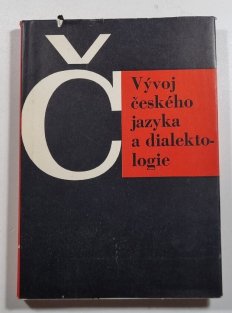 Č
Vývoj
českého
jazyka
a dialekto-
logie